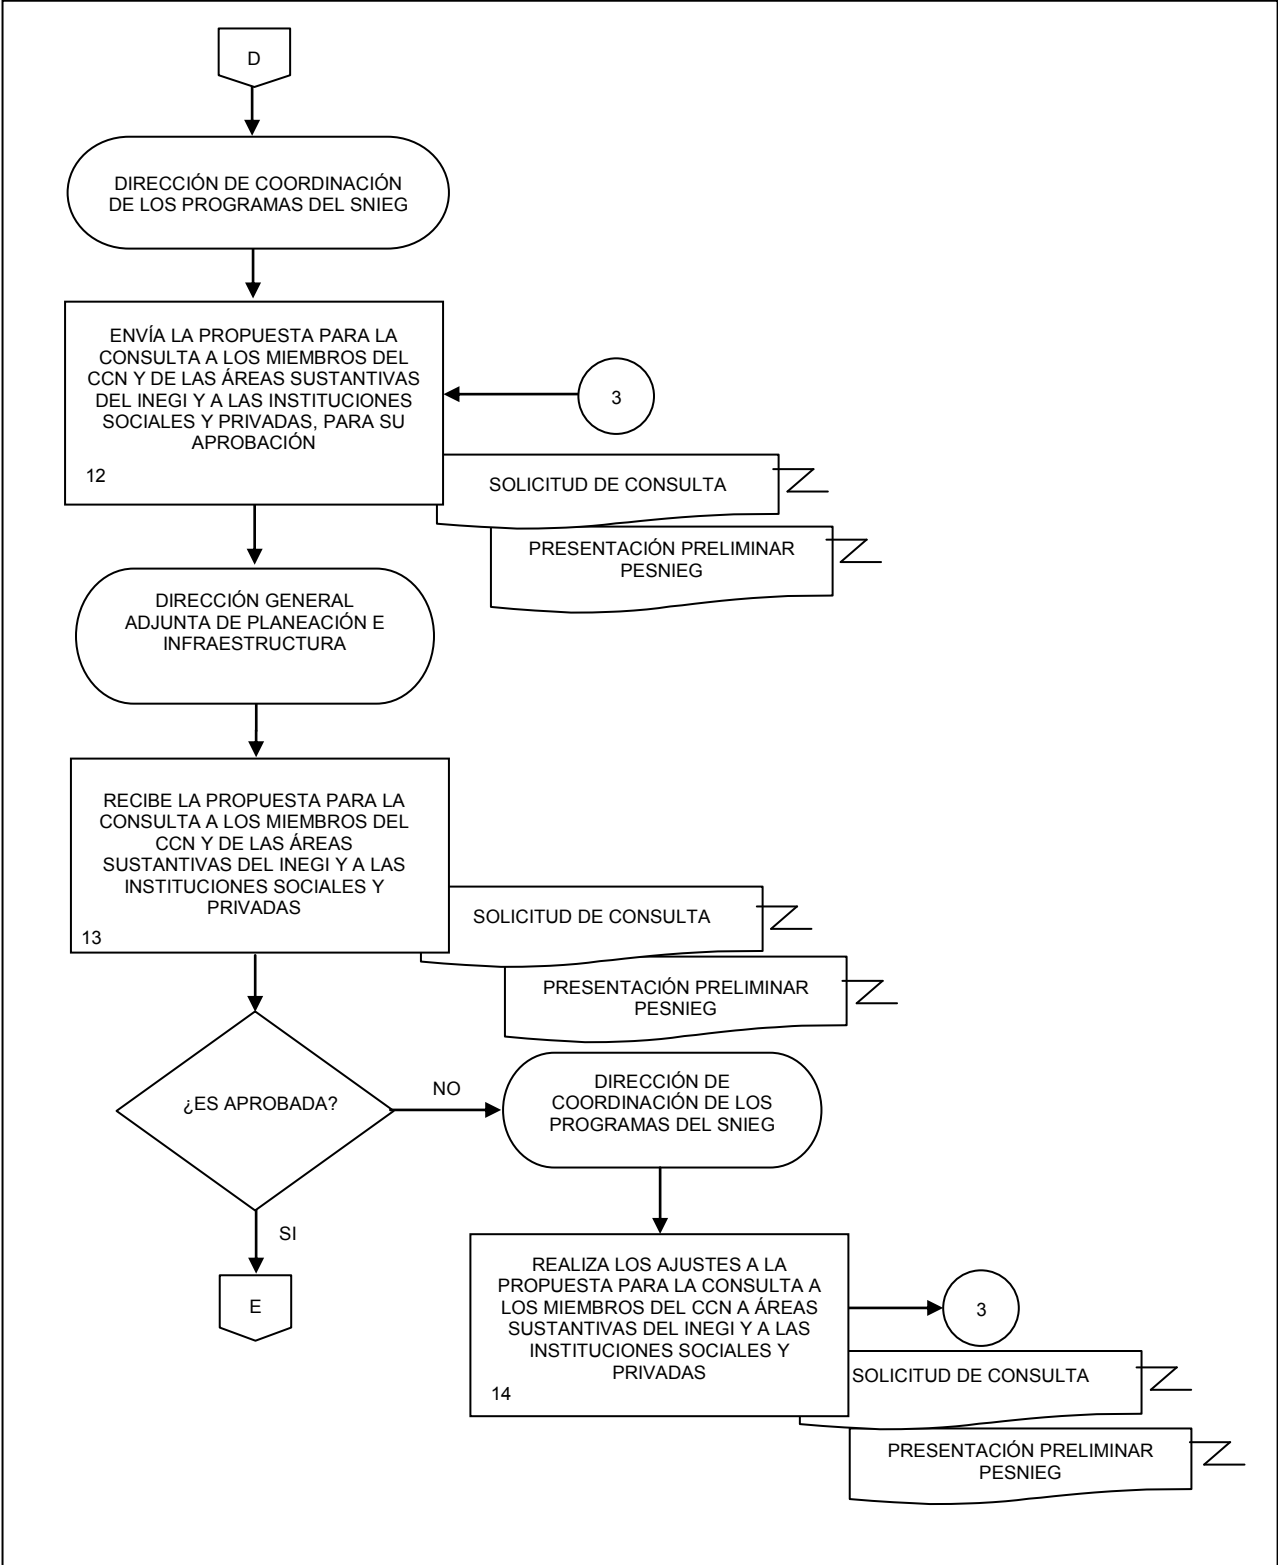 D
DIRECCIÓN DE COORDINACIÓN
DE LOS PROGRAMAS DEL SNIEG
ENVÍA LA PROPUESTA PARA LA
CONSULTA A LOS MIEMBROS DEL
CCN Y DE LAS ÁREAS SUSTANTIVAS
DEL INEGI Y A LAS INSTITUCIONES
SOCIALES Y PRIVADAS, PARA SU
APROBACIÓN
12
3
SOLICITUD DE CONSULTA
PRESENTACIÓN PRELIMINAR
PESNIEG
DIRECCIÓN GENERAL
ADJUNTA DE PLANEACIÓN E
INFRAESTRUCTURA
RECIBE LA PROPUESTA PARA LA
CONSULTA A LOS MIEMBROS DEL
CCN Y DE LAS ÁREAS
SUSTANTIVAS DEL INEGI Y A LAS
INSTITUCIONES SOCIALES Y
PRIVADAS
13
SOLICITUD DE CONSULTA
PRESENTACIÓN PRELIMINAR
PESNIEG
¿ES APROBADA?
NO
DIRECCIÓN DE
COORDINACIÓN DE LOS
PROGRAMAS DEL SNIEG
SI
E
REALIZA LOS AJUSTES A LA
PROPUESTA PARA LA CONSULTA A
LOS MIEMBROS DEL CCN A ÁREAS
SUSTANTIVAS DEL INEGI Y A LAS
INSTITUCIONES SOCIALES Y
PRIVADAS
14
3
SOLICITUD DE CONSULTA
PRESENTACIÓN PRELIMINAR
PESNIEG